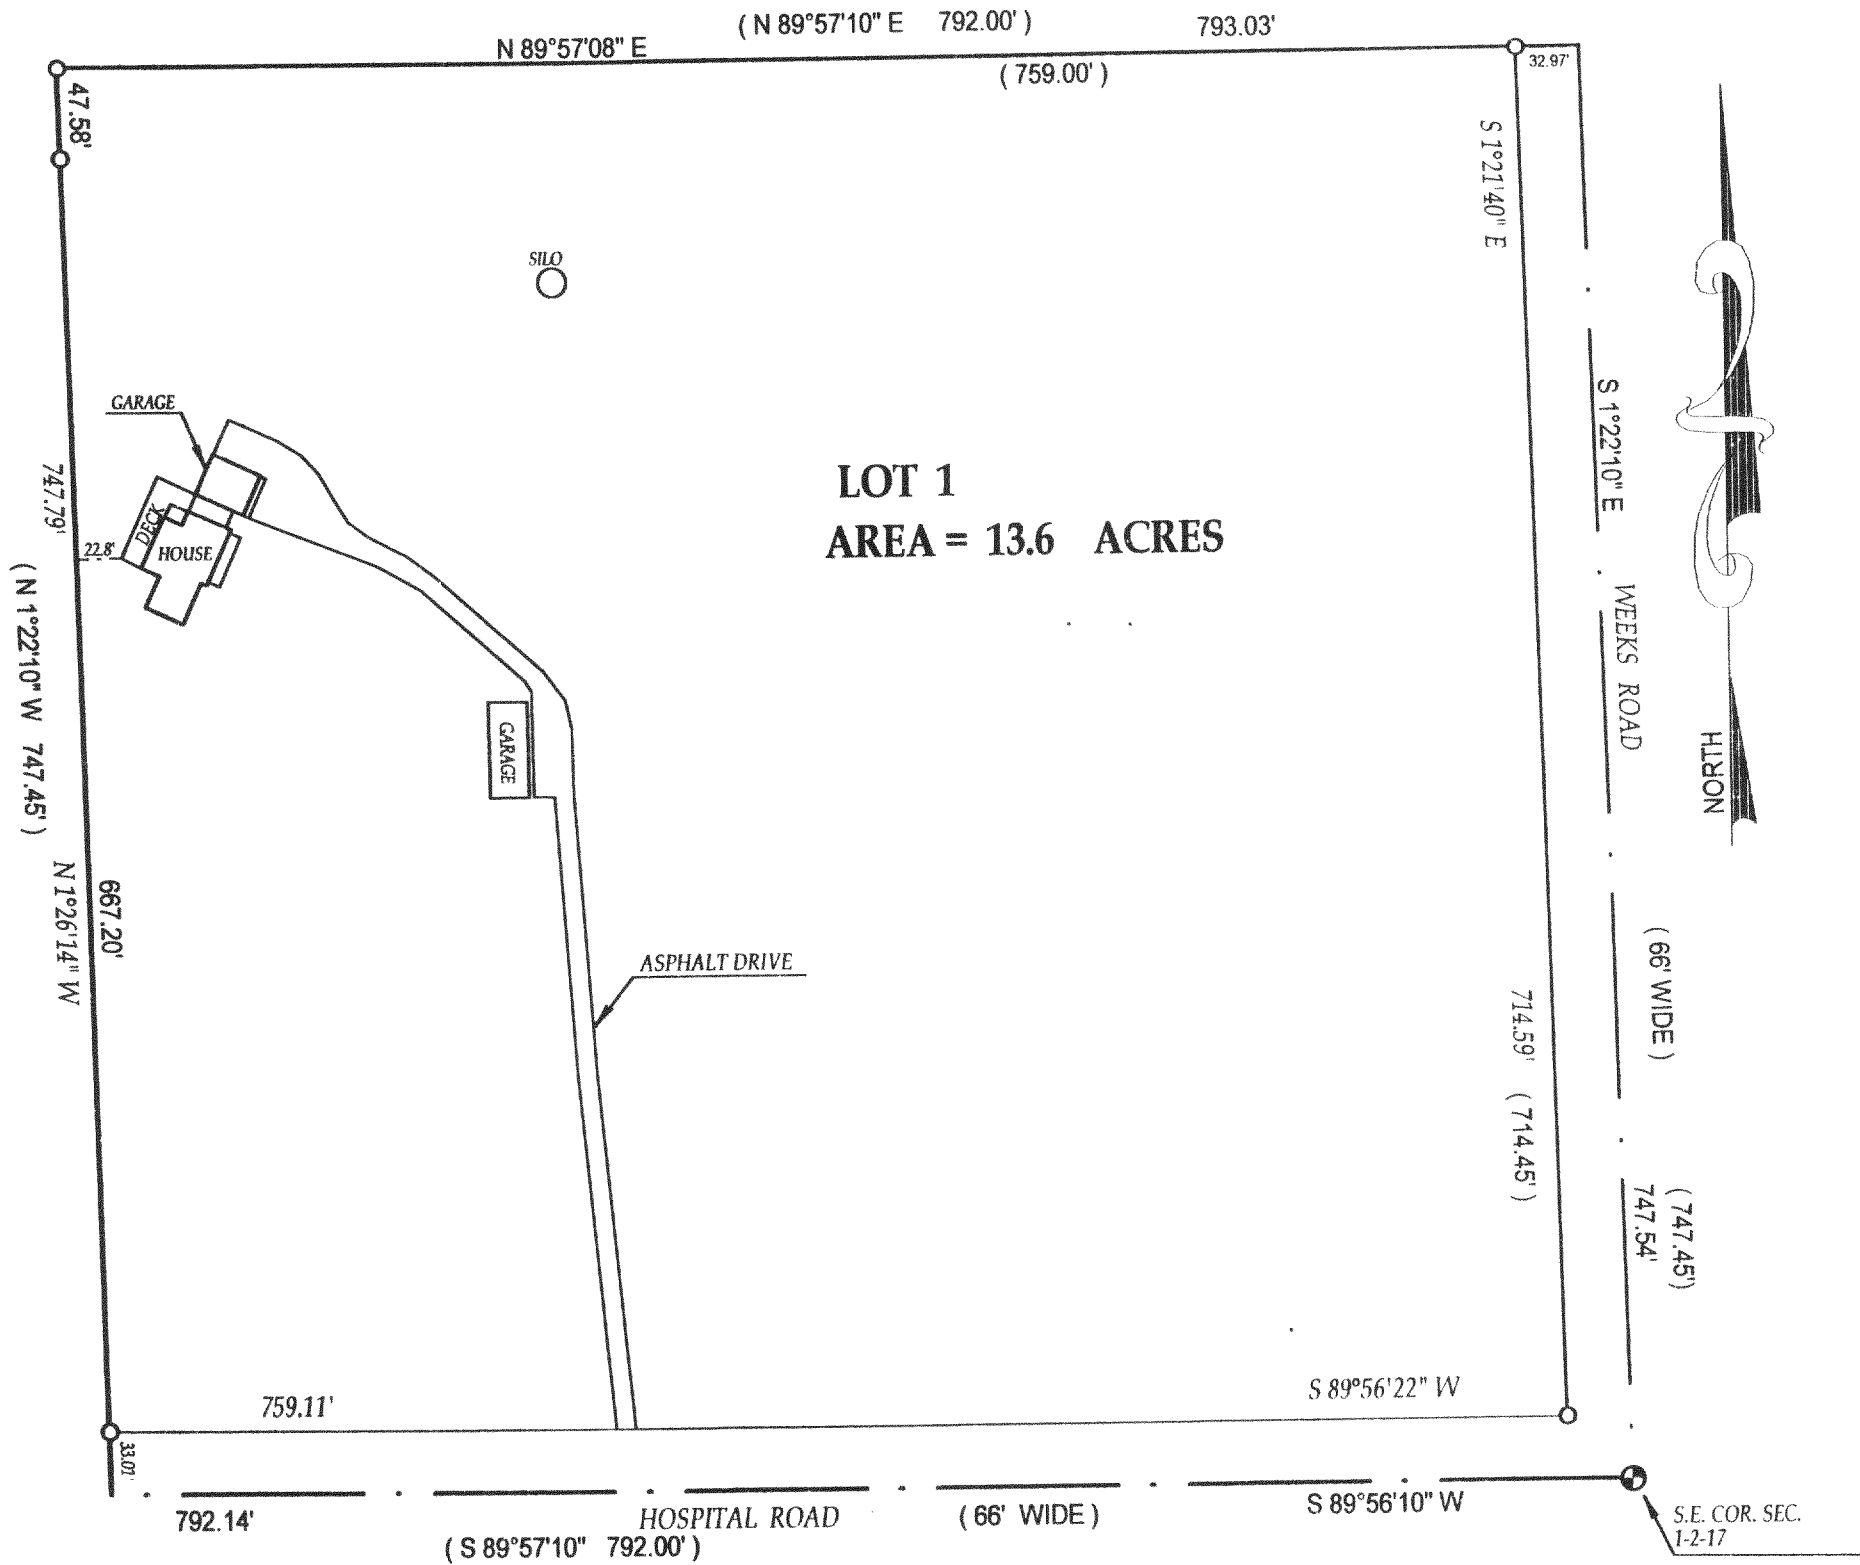 ( N 89°57'10" E 792.00' )
793.03'
N 89°57'08" E
( 759.00' )
32.97'
47.58'
S 1°21'40" E
SILO
GARAGE
DECK
HOUSE
22.8'
747.79'
( N 1°22'10" W 747.45' )
667.20'
N 1°26'14" W
LOT 1
AREA = 13.6 ACRES
GARAGE
ASPHALT DRIVE
S 1°22'10" E
WEEKS ROAD
( 66' WIDE )
NORTH
714.59' ( 714.45' )
( 747.45')
747.54'
759.11'
S 89°56'22" W
33.01'
792.14'
HOSPITAL ROAD
( 66' WIDE )
S 89°56'10" W
( S 89°57'10" 792.00' )
S.E. COR. SEC.
1-2-17